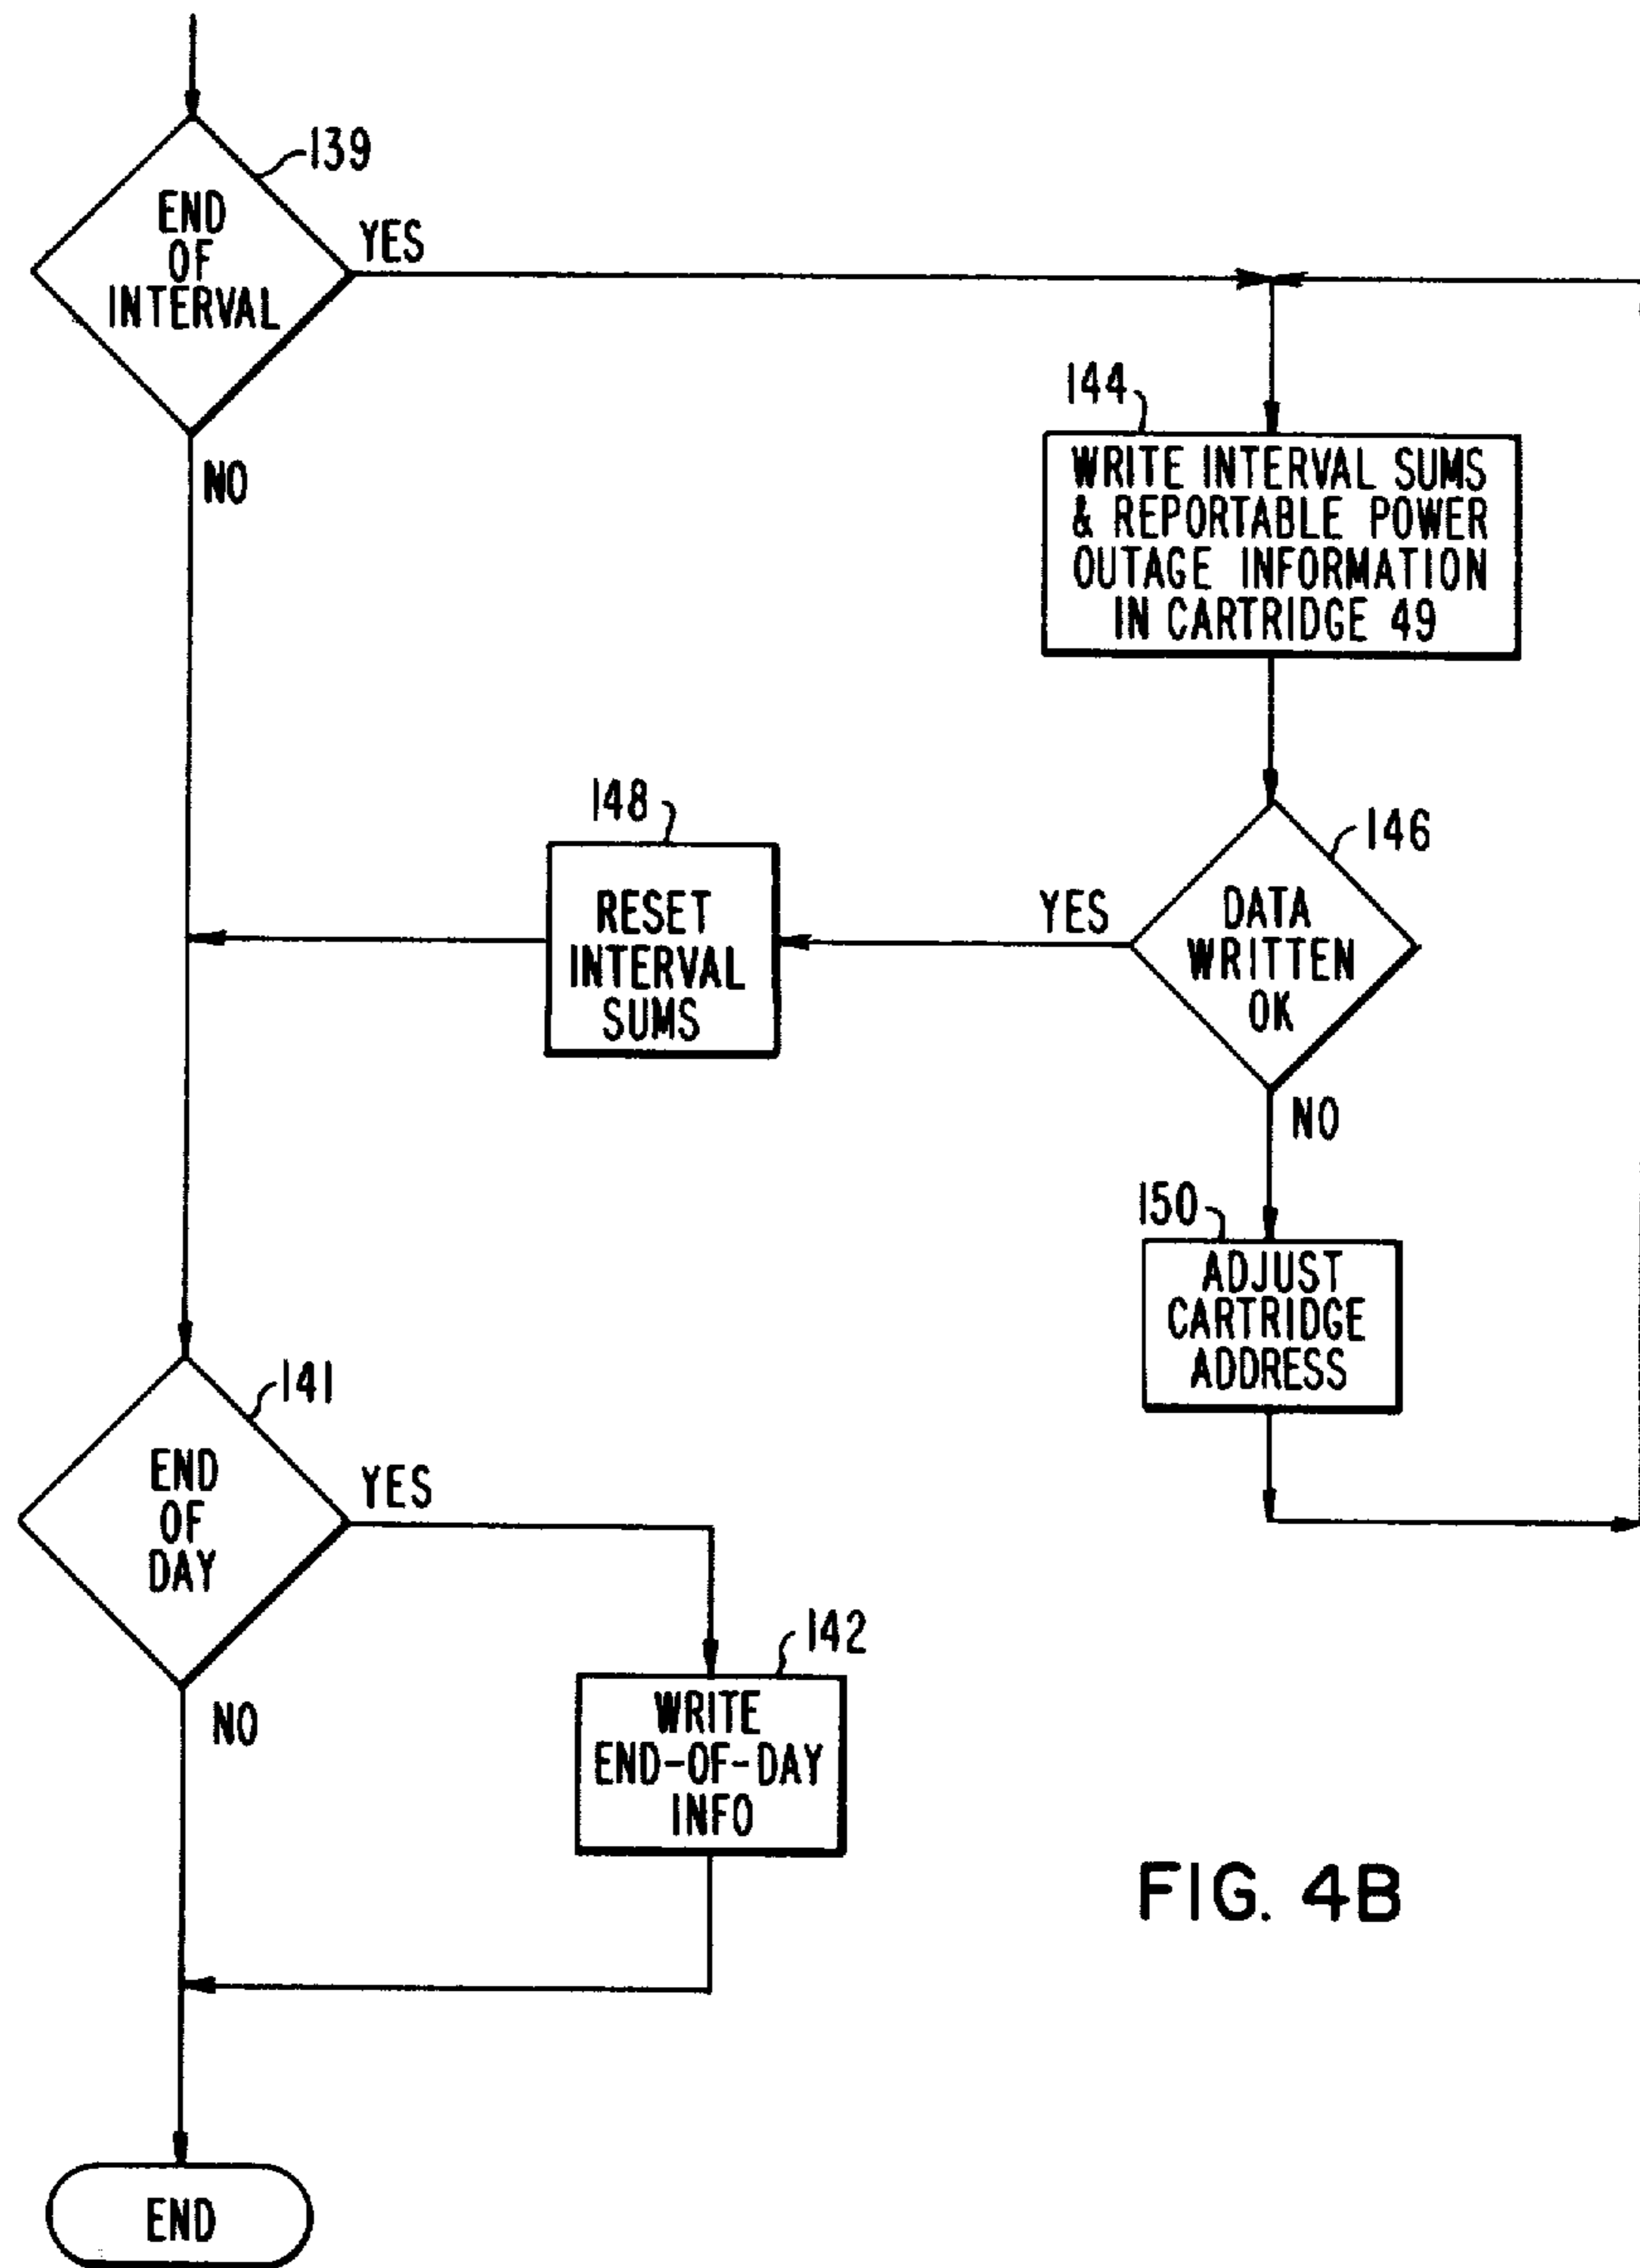 139
END
OF
INTERVAL
YES
NO
144
WRITE INTERVAL SUMS
& REPORTABLE POWER
OUTAGE INFORMATION
IN CARTRIDGE 49
146
DATA
WRITTEN
OK
YES
NO
148
RESET
INTERVAL
SUMS
150
ADJUST
CARTRIDGE
ADDRESS
141
END
OF
DAY
YES
NO
142
WRITE
END-OF-DAY
INFO
END
FIG. 4B